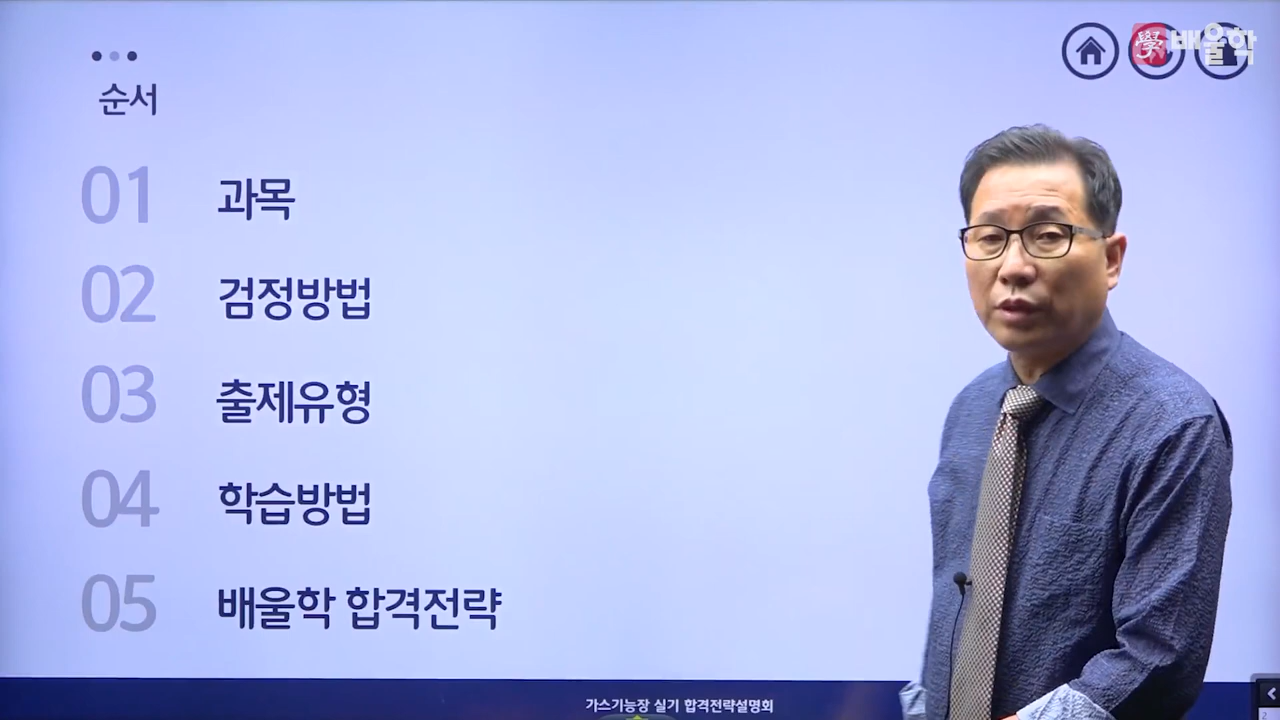 순서
學 배울학
01 과목
02 검정방법
03 출제유형
04 학습방법
05 배울학 합격전략
가스기능장 실기 합격전략설명회